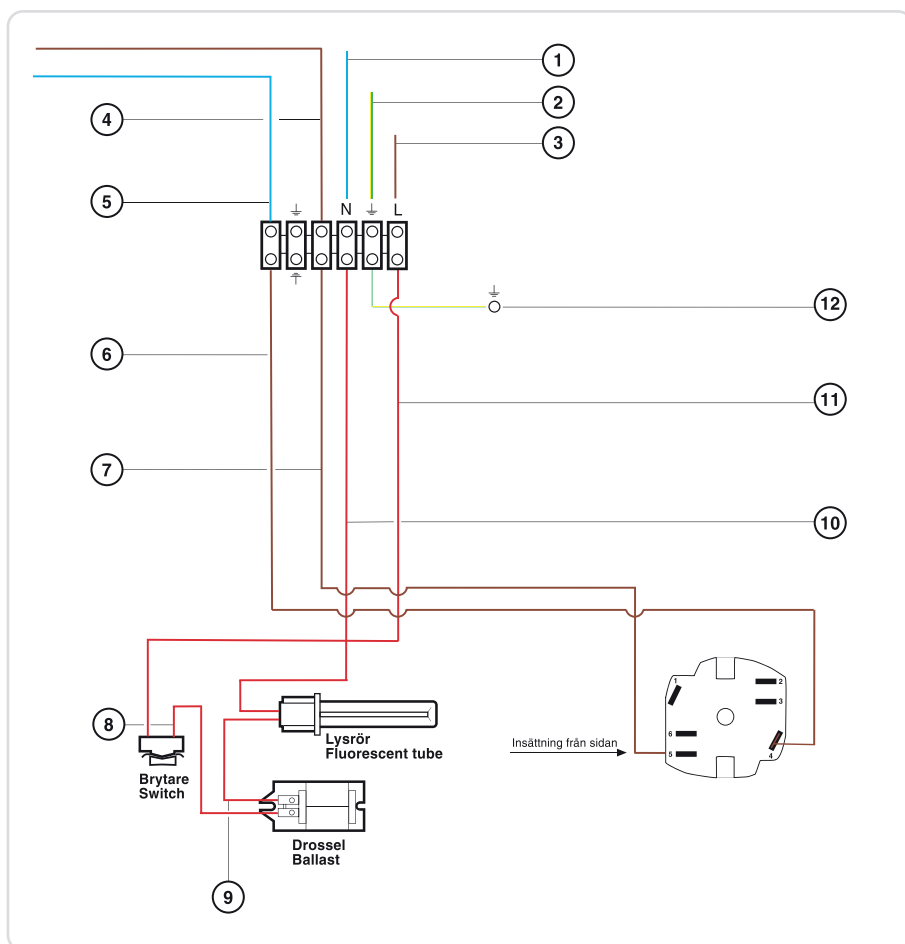 1
2
4
3
5
N
L
12
6
11
7
10
1
2
3
8
6
5
4
Lysrör
Fluorescent tube
Insättning från sidan
Brytare
Switch
Drossel
Ballast
9